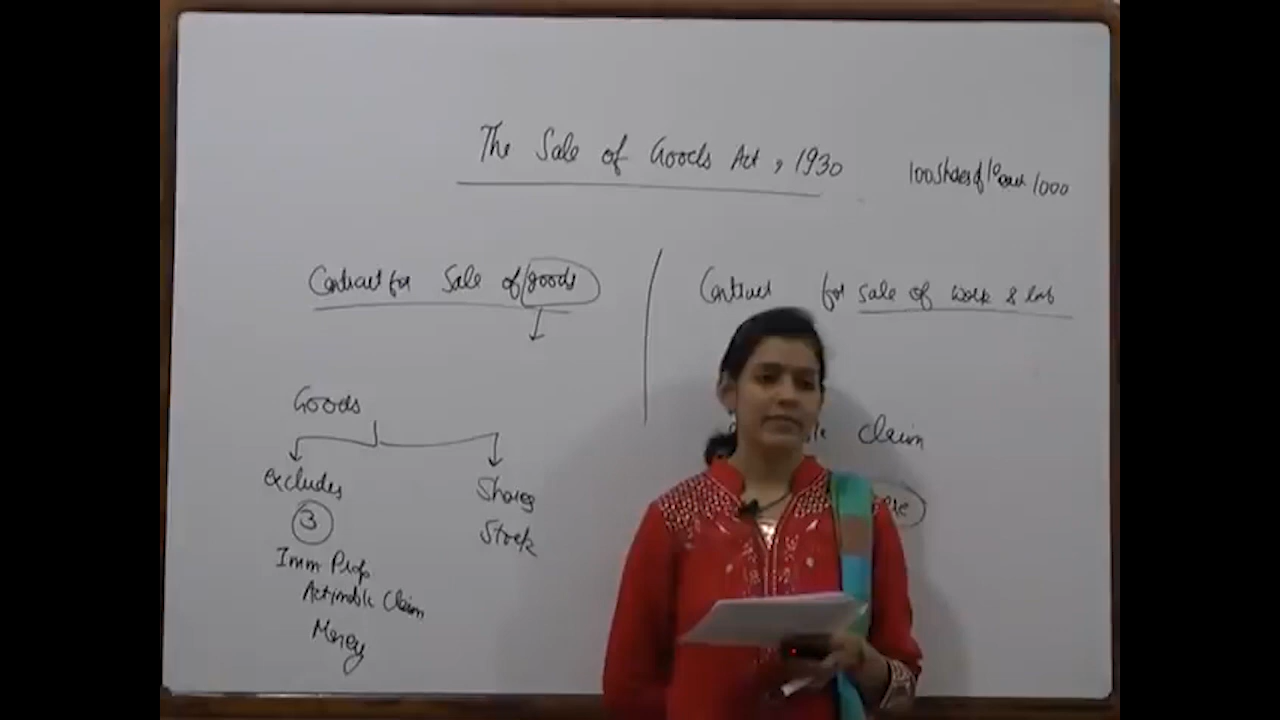 The Sale of Goods Act, 1930
100 Shares of 10 each 1000
Contract for Sale of goods
Contract for Sale of work & lab
Goods
excludes
3
Imm Prop
Actionable Claim
Money
Shares
Stock
Claim